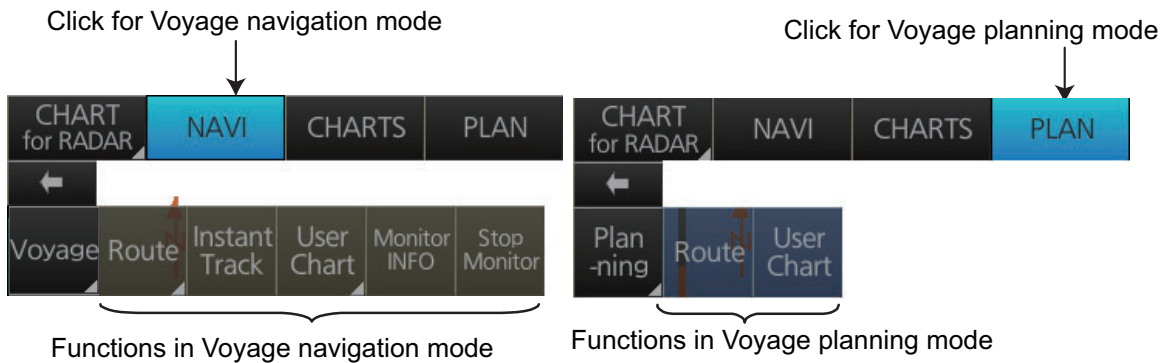 Click for Voyage navigation mode
Click for Voyage planning mode
CHART
for RADAR
NAVI
CHARTS
PLAN
CHART
for RADAR
NAVI
CHARTS
PLAN
Voyage
Route
Instant
Track
User
Chart
Monitor
INFO
Stop
Monitor
Plan
-ning
Route
User
Chart
Functions in Voyage navigation mode
Functions in Voyage planning mode